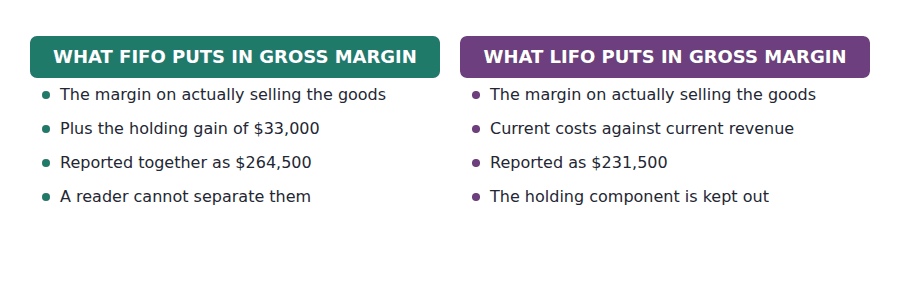 WHAT FIFO PUTS IN GROSS MARGIN
The margin on actually selling the goods
Plus the holding gain of $33,000
Reported together as $264,500
A reader cannot separate them
WHAT LIFO PUTS IN GROSS MARGIN
The margin on actually selling the goods
Current costs against current revenue
Reported as $231,500
The holding component is kept out